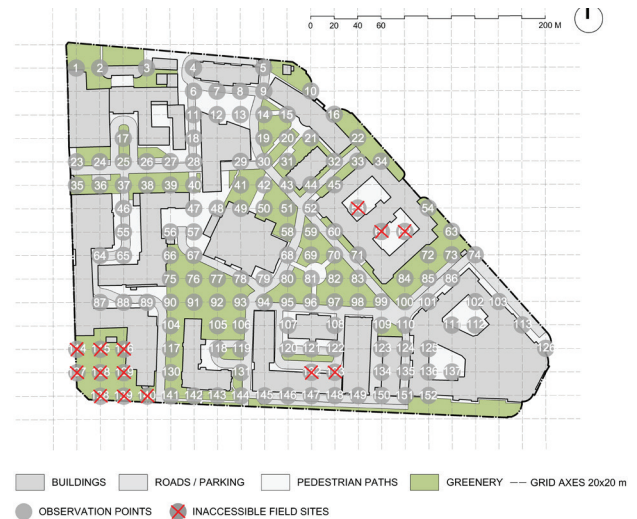 0 20 40 60 200 M
1 2 3 4 5
6 7 8 9 10
11 12 13 14 15 16
17 18 19 20 21 22
23 24 25 26 27 28 29 30 31 32 33 34
35 36 37 38 39 40 41 42 43 44 45
46 47 48 49 50 51 52 54
55 56 57 58 59 60 63
64 65 66 67 68 69 70 71 72 73 74
75 76 77 78 79 80 81 82 83 84 85 86
87 88 89 90 91 92 93 94 95 96 97 98 99 100 101 102 103
104 105 106 107 108 109 110 111 112 113
117 118 119 120 121 122 123 124 125 126
130 131 134 135 136 137
141 142 143 144 145 146 147 148 149 150 151 152
BUILDINGS ROADS / PARKING PEDESTRIAN PATHS GREENERY GRID AXES 20x20 m
OBSERVATION POINTS INACCESSIBLE FIELD SITES